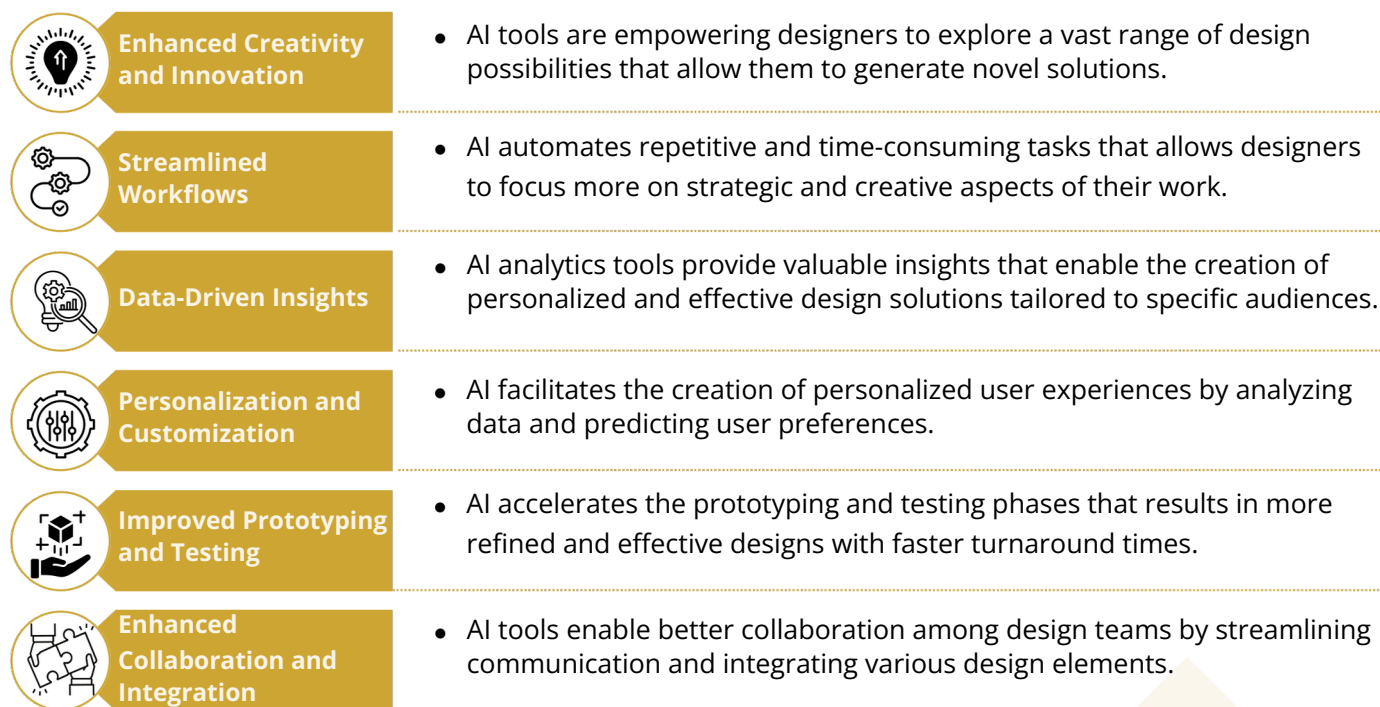 Enhanced Creativity
and Innovation
• AI tools are empowering designers to explore a vast range of design
possibilities that allow them to generate novel solutions.
Streamlined
Workflows
• AI automates repetitive and time-consuming tasks that allows designers
to focus more on strategic and creative aspects of their work.
Data-Driven Insights
• AI analytics tools provide valuable insights that enable the creation of
personalized and effective design solutions tailored to specific audiences.
Personalization and
Customization
• AI facilitates the creation of personalized user experiences by analyzing
data and predicting user preferences.
Improved Prototyping
and Testing
• AI accelerates the prototyping and testing phases that results in more
refined and effective designs with faster turnaround times.
Enhanced
Collaboration and
Integration
• AI tools enable better collaboration among design teams by streamlining
communication and integrating various design elements.